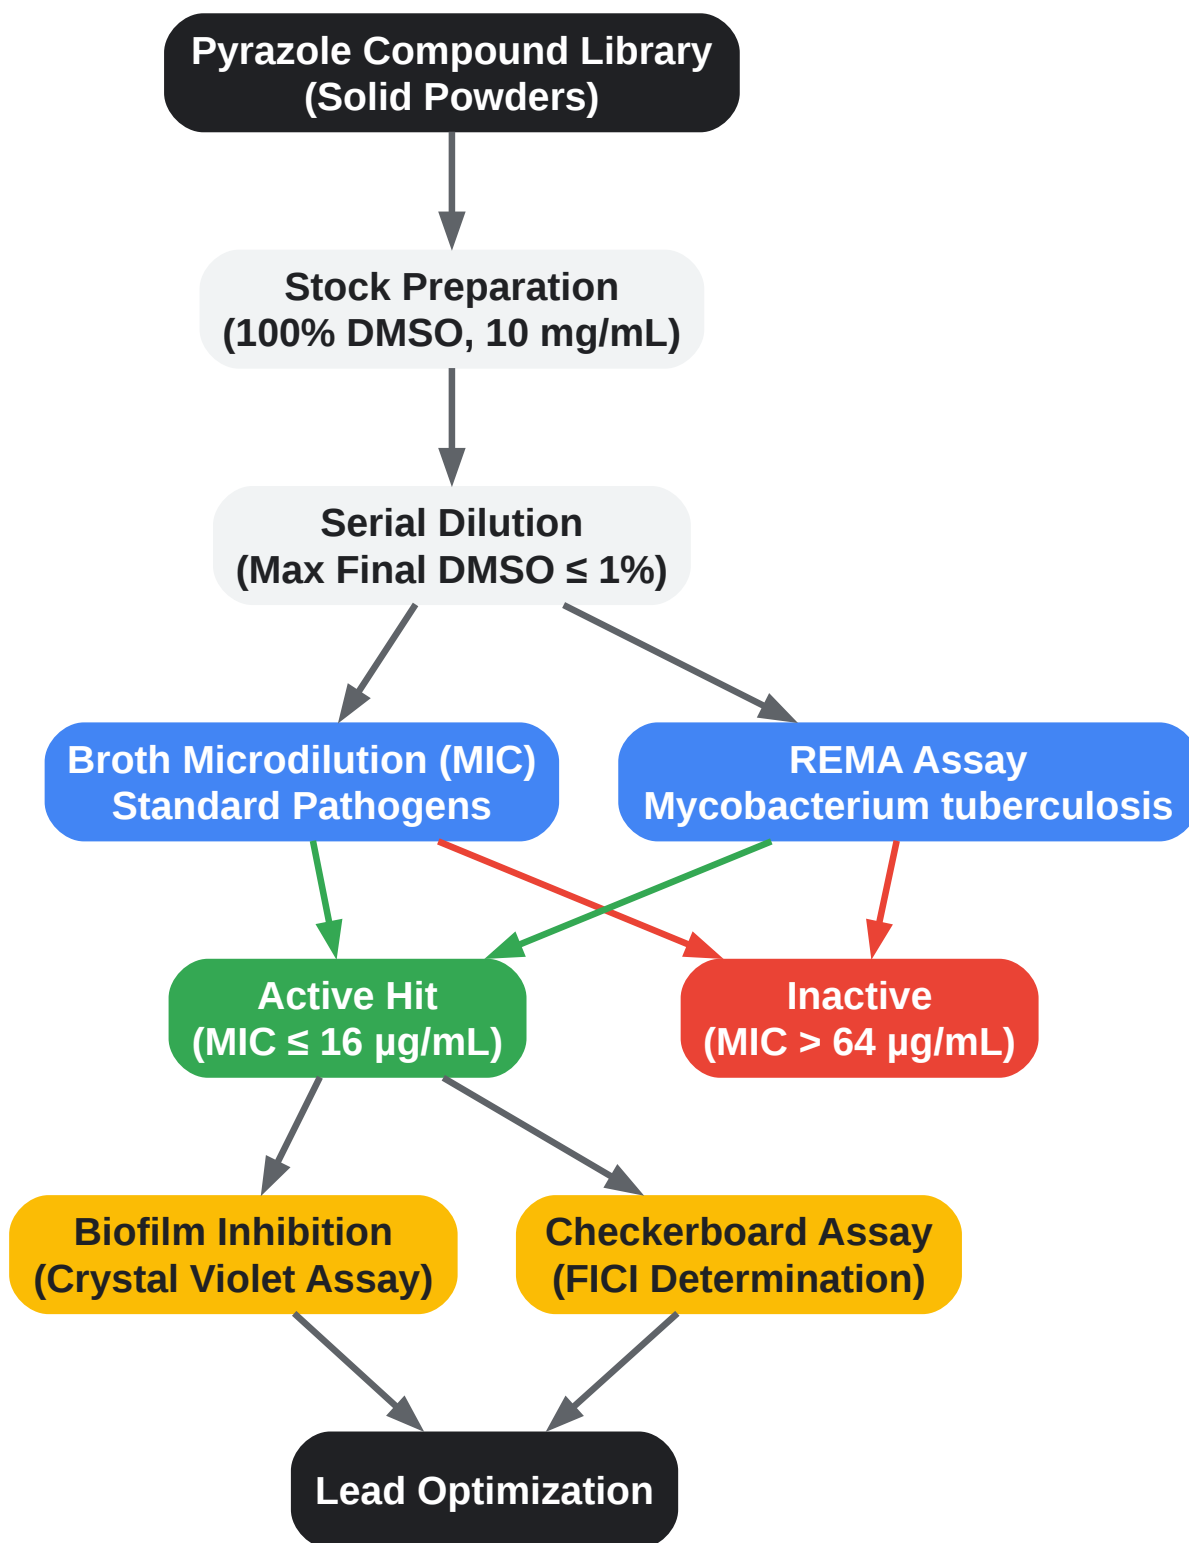 Pyrazole Compound Library
(Solid Powders)
Stock Preparation
(100% DMSO, 10 mg/mL)
Serial Dilution
(Max Final DMSO ≤ 1%)
Broth Microdilution (MIC)
Standard Pathogens
REMA Assay
Mycobacterium tuberculosis
Active Hit
(MIC ≤ 16 µg/mL)
Inactive
(MIC > 64 µg/mL)
Biofilm Inhibition
(Crystal Violet Assay)
Checkerboard Assay
(FICI Determination)
Lead Optimization